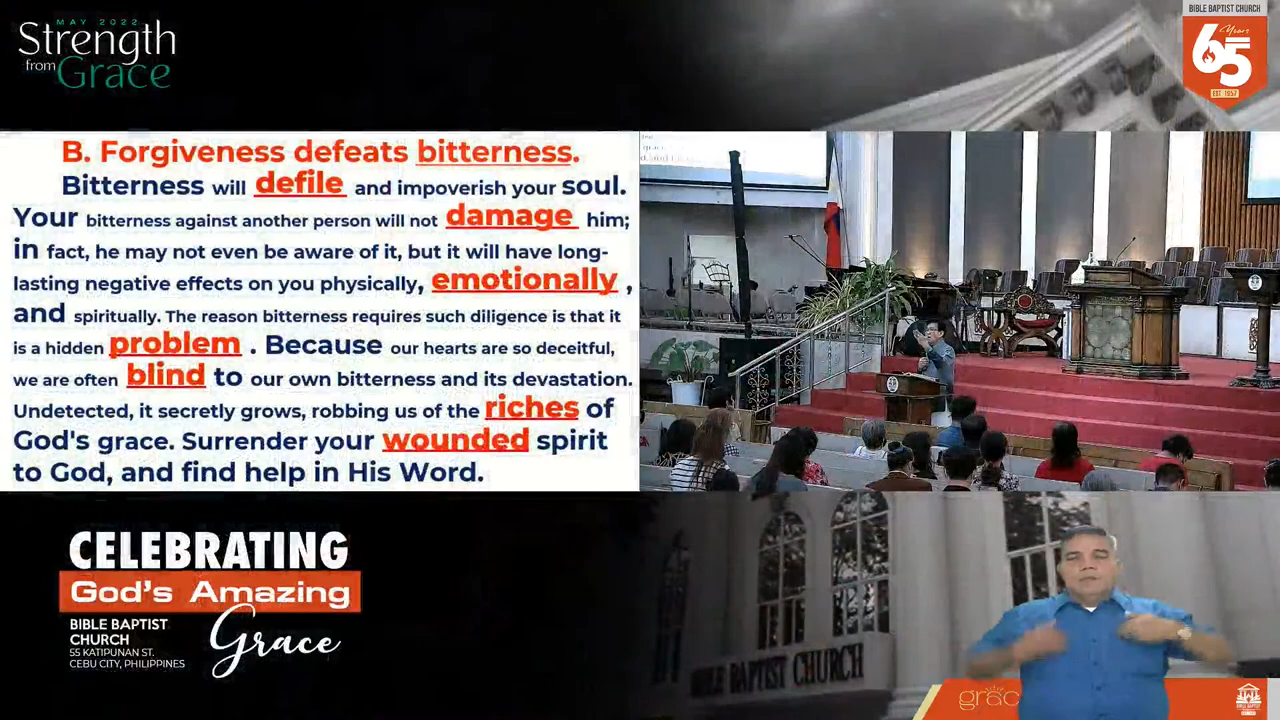 MAY 2022
Strength
from Grace
BIBLE BAPTIST CHURCH
65 Years
EST. 1957
B. Forgiveness defeats bitterness.
Bitterness will defile and impoverish your soul.
Your bitterness against another person will not damage him;
in fact, he may not even be aware of it, but it will have long-
lasting negative effects on you physically, emotionally ,
and spiritually. The reason bitterness requires such diligence is that it
is a hidden problem . Because our hearts are so deceitful,
we are often blind to our own bitterness and its devastation.
Undetected, it secretly grows, robbing us of the riches of
God's grace. Surrender your wounded spirit
to God, and find help in His Word.
CELEBRATING
God's Amazing
Grace
BIBLE BAPTIST
CHURCH
55 KATIPUNAN ST.
CEBU CITY, PHILIPPINES
BIBLE BAPTIST CHURCH
grac